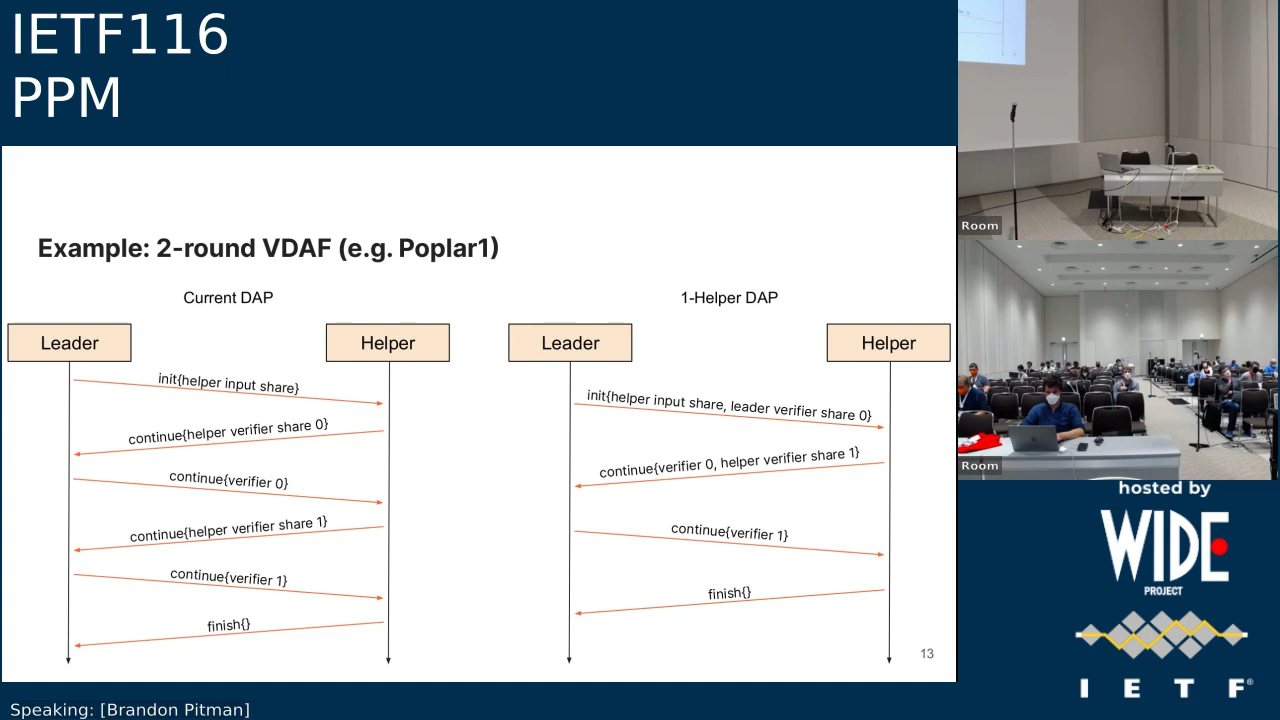 IETF116
PPM
Example: 2-round VDAF (e.g. Poplar1)
Current DAP
Leader
Helper
init{helper input share}
continue{helper verifier share 0}
continue{verifier 0}
continue{helper verifier share 1}
continue{verifier 1}
finish{}
1-Helper DAP
Leader
Helper
init{helper input share, leader verifier share 0}
continue{verifier 0, helper verifier share 1}
continue{verifier 1}
finish{}
13
Room
Room
hosted by
WIDE
PROJECT
I E T F®
Speaking: [Brandon Pitman]